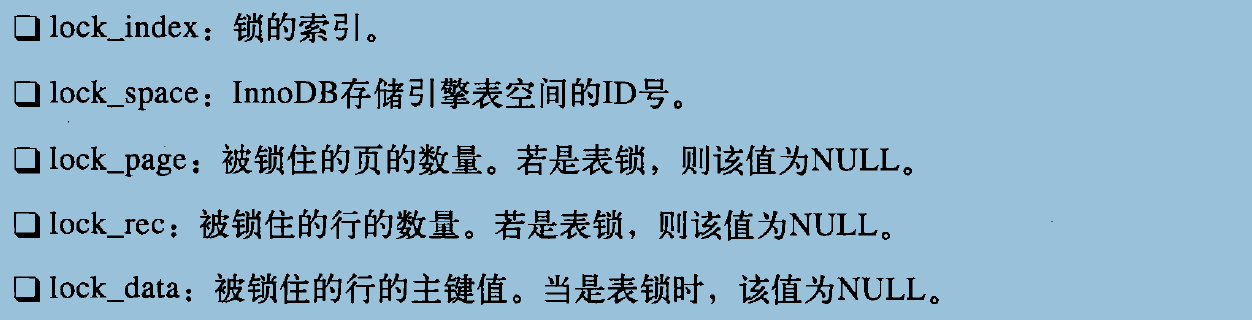 ❏ lock_index：锁的索引。
❏ lock_space：InnoDB存储引擎表空间的ID号。
❏ lock_page：被锁住的页的数量。若是表锁，则该值为NULL。
❏ lock_rec：被锁住的行的数量。若是表锁，则该值为NULL。
❏ lock_data：被锁住的行的主键值。当是表锁时，该值为NULL。